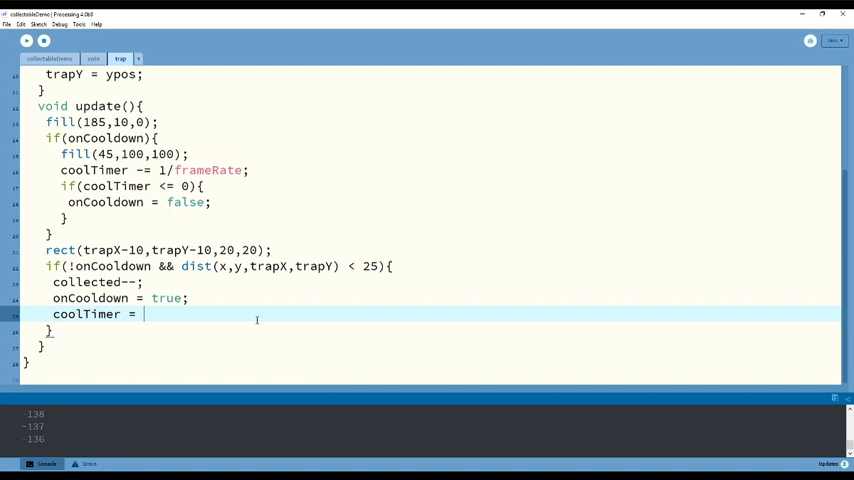 collectableDemo | Processing 4.0b8
File Edit Sketch Debug Tools Help
Java ▾
collectableDemo coin trap ▾
10 trapY = ypos;
11 }
12 void update(){
13 fill(185,10,0);
14 if(onCooldown){
15 fill(45,100,100);
16 coolTimer -= 1/frameRate;
17 if(coolTimer <= 0){
18 onCooldown = false;
19 }
20 }
21 rect(trapX-10,trapY-10,20,20);
22 if(!onCooldown && dist(x,y,trapX,trapY) < 25){
23 collected--;
24 onCooldown = true;
25 coolTimer =
26 }
27 }
28 }
-138
-137
-136
Console Errors Updates 3